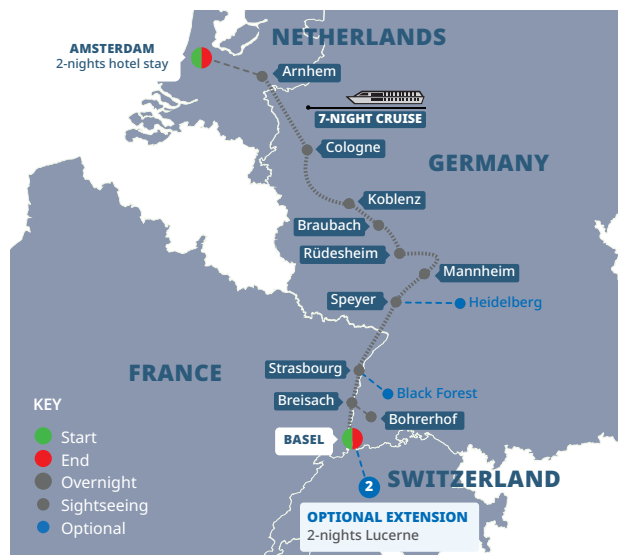 NETHERLANDS
AMSTERDAM
2-nights hotel stay
Arnhem
7-NIGHT CRUISE
Cologne
GERMANY
Koblenz
Braubach
Rüdesheim
Mannheim
Speyer
Heidelberg
Strasbourg
FRANCE
Black Forest
Breisach
KEY
Bohrerhof
Start
BASEL
End
SWITZERLAND
Overnight
2
Sightseeing
OPTIONAL EXTENSION
Optional
2-nights Lucerne